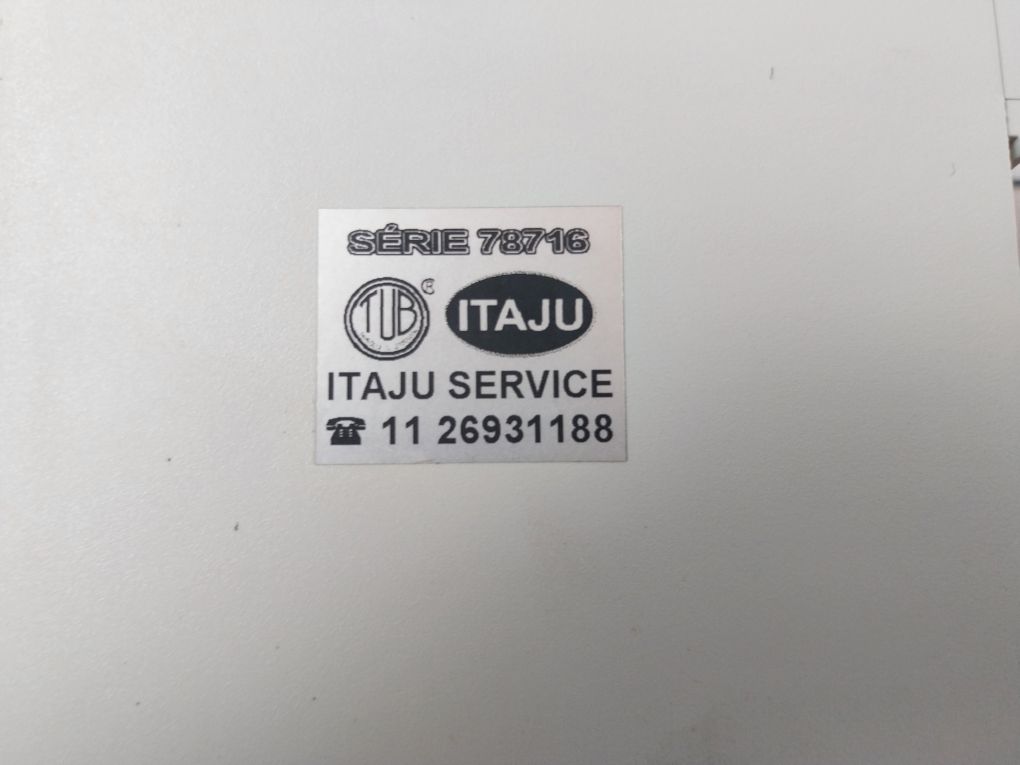 SÉRIE 78716
TUB ® ITAJU
ITAJU SERVICE
☎ 11 26931188